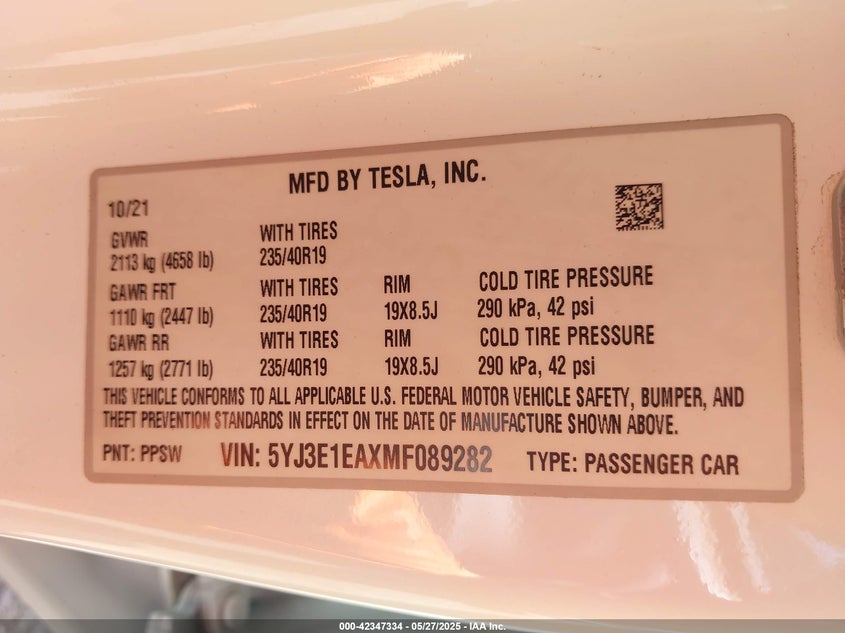 MFD BY TESLA, INC.
10/21
GVWR WITH TIRES
2113 kg (4658 lb) 235/40R19
GAWR FRT WITH TIRES RIM COLD TIRE PRESSURE
1110 kg (2447 lb) 235/40R19 19X8.5J 290 kPa, 42 psi
GAWR RR WITH TIRES RIM COLD TIRE PRESSURE
1257 kg (2771 lb) 235/40R19 19X8.5J 290 kPa, 42 psi
THIS VEHICLE CONFORMS TO ALL APPLICABLE U.S. FEDERAL MOTOR VEHICLE SAFETY, BUMPER, AND
THEFT PREVENTION STANDARDS IN EFFECT ON THE DATE OF MANUFACTURE SHOWN ABOVE.
PNT: PPSW VIN: 5YJ3E1EAXMF089282 TYPE: PASSENGER CAR
000-42347334 - 05/27/2025 - IAA Inc.